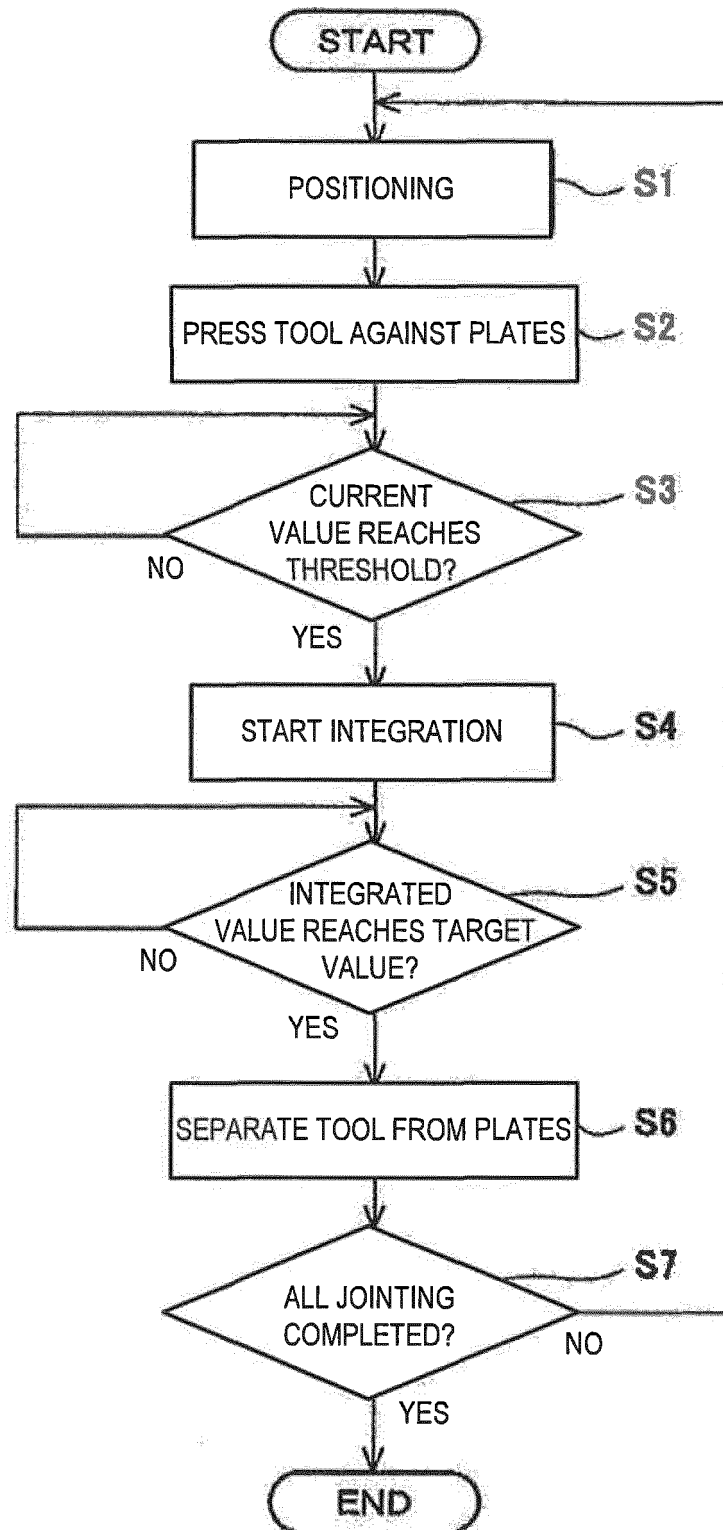 START
POSITIONING
S1
PRESS TOOL AGAINST PLATES
S2
CURRENT
VALUE REACHES
THRESHOLD?
S3
NO
YES
START INTEGRATION
S4
INTEGRATED
VALUE REACHES TARGET
VALUE?
S5
NO
YES
SEPARATE TOOL FROM PLATES
S6
ALL JOINTING
COMPLETED?
S7
NO
YES
END